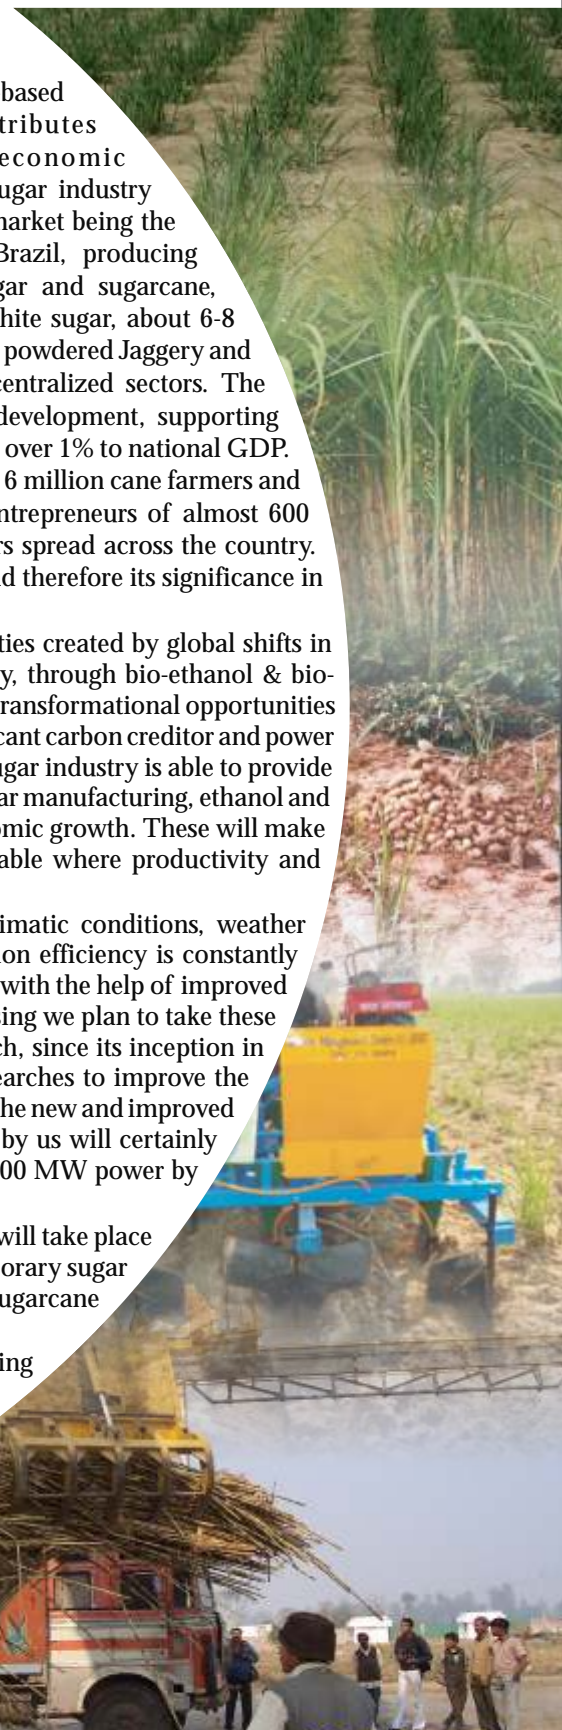 based
tributes
economic
ugar industry
narket being the
Brazil, producing
gar and sugarcane,
hite sugar, about 6-8
powdered Jaggery and
centralized sectors. The
development, supporting
over 1% to national GDP.
6 million cane farmers and
ntrepreneurs of almost 600
rs spread across the country.
d therefore its significance in
ties created by global shifts in
y, through bio-ethanol & bio-
transformational opportunities
cant carbon creditor and power
ugar industry is able to provide
ar manufacturing, ethanol and
omic growth. These will make
able where productivity and
imatic conditions, weather
on efficiency is constantly
with the help of improved
sing we plan to take these
ch, since its inception in
earches to improve the
he new and improved
by us will certainly
00 MW power by
will take place
orary sugar
ugarcane
ing